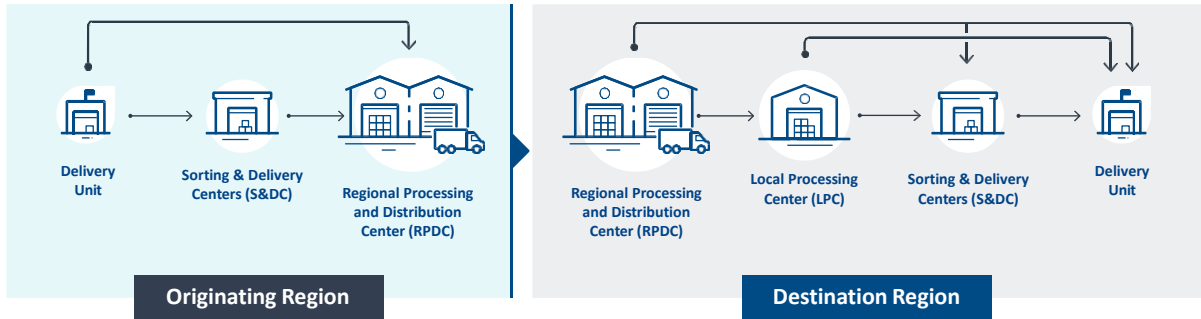 Delivery
Unit
Sorting & Delivery
Centers (S&DC)
Regional Processing
and Distribution
Center (RPDC)
Originating Region
Regional Processing
and Distribution
Center (RPDC)
Local Processing
Center (LPC)
Sorting & Delivery
Centers (S&DC)
Delivery
Unit
Destination Region